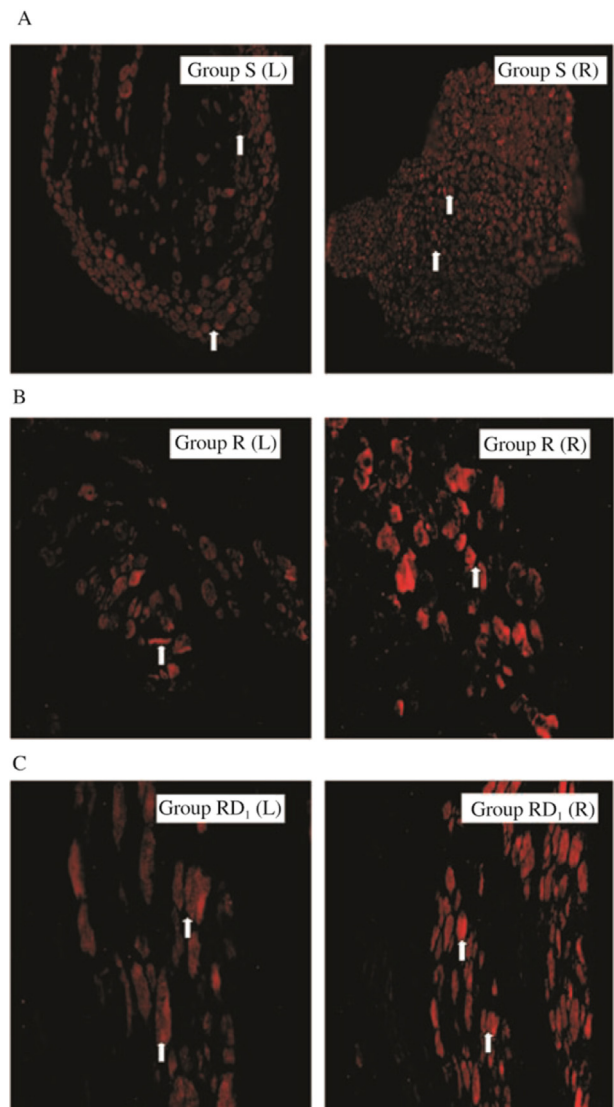 A
Group S (L)
Group S (R)
B
Group R (L)
Group R (R)
C
Group RD₁ (L)
Group RD₁ (R)